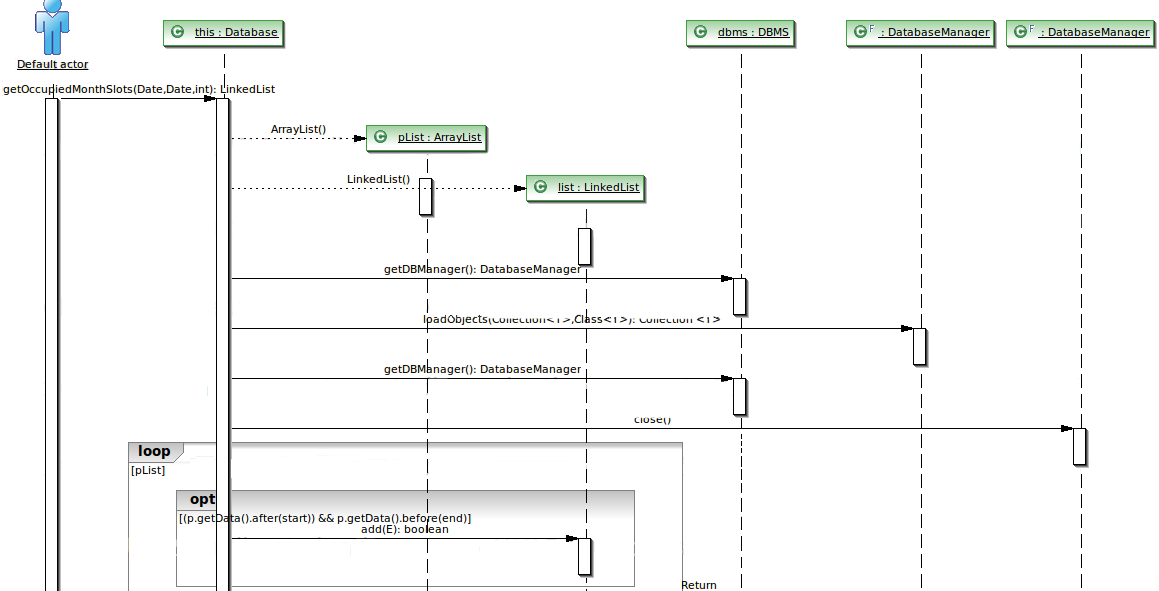 this : Database
dbms : DBMS
F : DatabaseManager
F : DatabaseManager
Default actor
getOccupiedMonthSlots(Date,Date,int): LinkedList
ArrayList()
pList : ArrayList
LinkedList()
list : LinkedList
getDBManager(): DatabaseManager
loadObjects(Collection<T>,Class<T>): Collection <T>
getDBManager(): DatabaseManager
close()
loop
[pList]
opt
[(p.getData().after(start)) && p.getData().before(end)]
add(E): boolean
Return